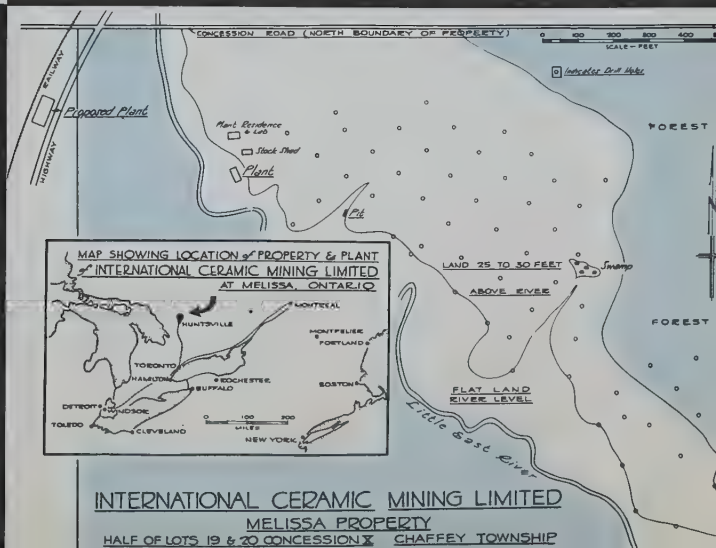 CONCESSION ROAD (NORTH BOUNDARY OF PROPERTY)
0 100 200 300 400 500
SCALE-FEET
Indicates Drill Holes
RAILWAY
HIGHWAY
Proposed Plant
Plant Residence
& Lab
Stock Shed
Plant
Pit
FOREST
N
LAND 25 TO 30 FEET
ABOVE RIVER
Swamp
FOREST
FLAT LAND
RIVER LEVEL
Little East River
MAP SHOWING LOCATION of PROPERTY & PLANT
of INTERNATIONAL CERAMIC MINING LIMITED
AT MELISSA, ONTARIO
HUNTSVILLE
MONTREAL
MONTPELIER
PORTLAND
TORONTO
HAMILTON
ROCHESTER
BUFFALO
BOSTON
DETROIT
WINDSOR
TOLEDO
CLEVELAND
0 100 200
MILES
NEW YORK
INTERNATIONAL CERAMIC MINING LIMITED
MELISSA PROPERTY
HALF OF LOTS 19 & 20 CONCESSION X CHAFFEY TOWNSHIP